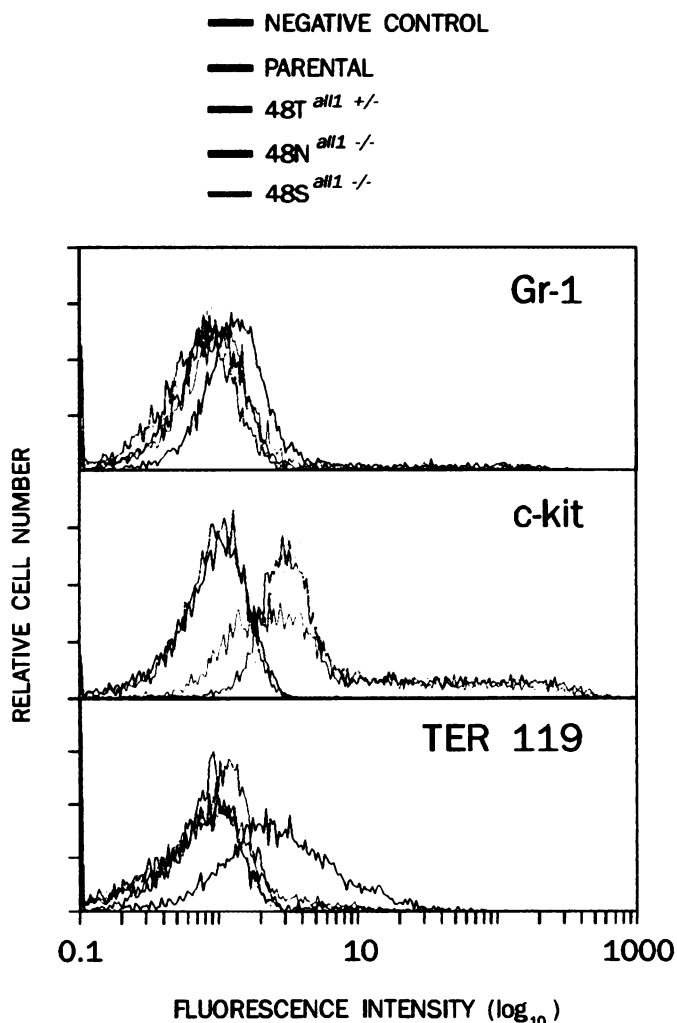 NEGATIVE CONTROL
PARENTAL
48T all1 +/-
48N all1 -/-
48S all1 -/-
Gr-1
c-kit
TER 119
RELATIVE CELL NUMBER
0.1 10 1000
FLUORESCENCE INTENSITY (log10)